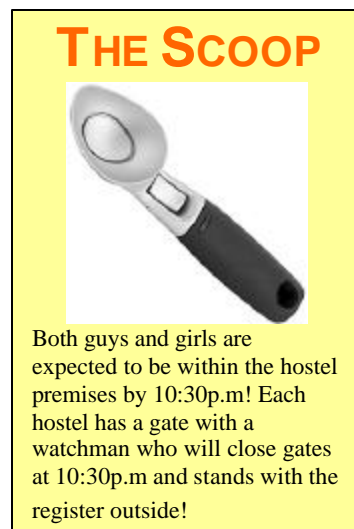 THE SCOOP
Both guys and girls are
expected to be within the hostel
premises by 10:30p.m! Each
hostel has a gate with a
watchman who will close gates
at 10:30p.m and stands with the
register outside!